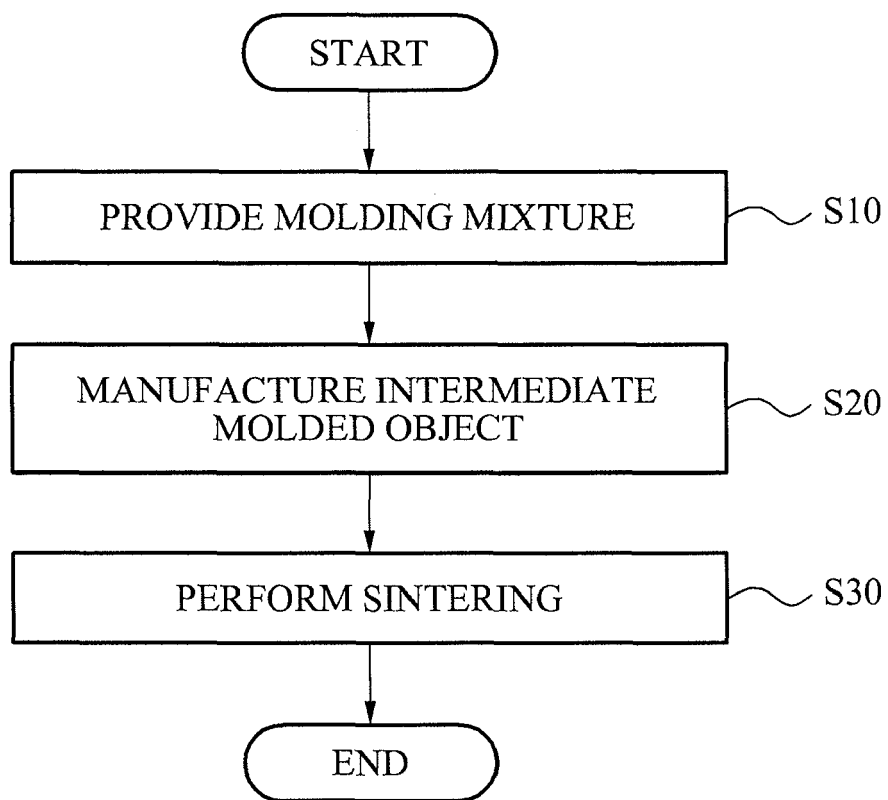 START
PROVIDE MOLDING MIXTURE
S10
MANUFACTURE INTERMEDIATE
MOLDED OBJECT
S20
PERFORM SINTERING
S30
END